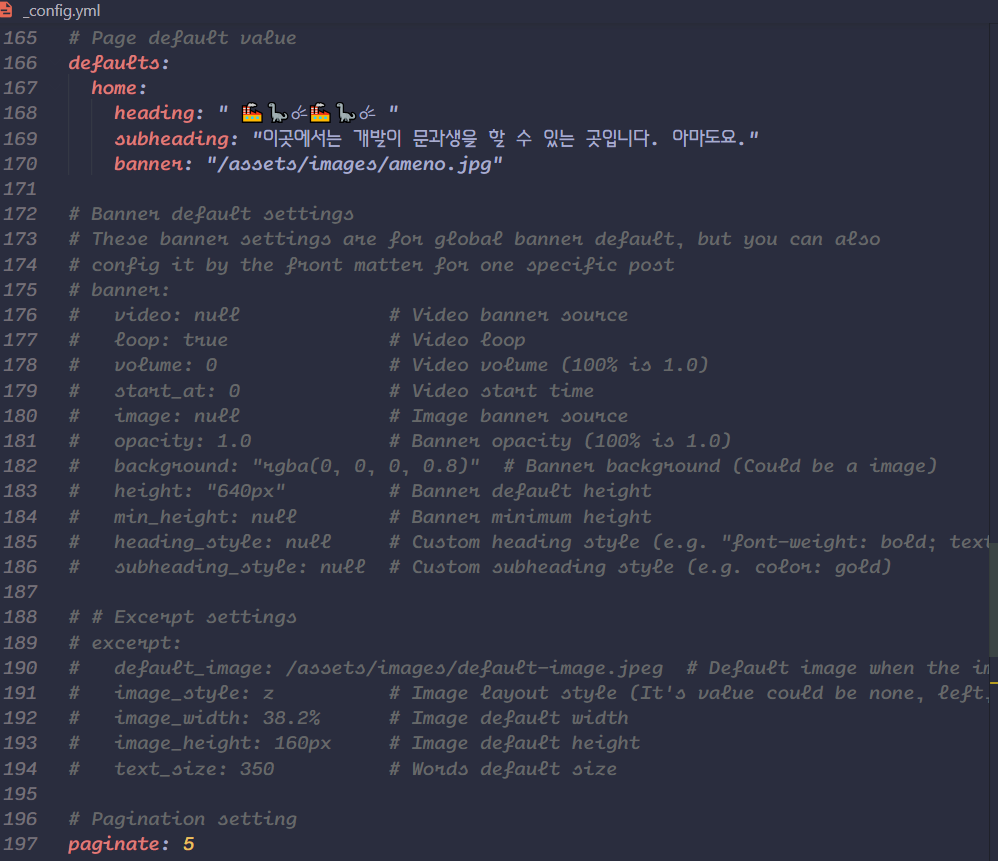 _config.yml
165 # Page default value
166 defaults:
167 home:
168 heading: " 🏭🦕☄🏭🦕☄ "
169 subheading: "이곳에서는 개발이 문과생을 할 수 있는 곳입니다. 아마도요."
170 banner: "/assets/images/ameno.jpg"
171
172 # Banner default settings
173 # These banner settings are for global banner default, but you can also
174 # config it by the front matter for one specific post
175 # banner:
176 #   video: null             # Video banner source
177 #   loop: true              # Video loop
178 #   volume: 0               # Video volume (100% is 1.0)
179 #   start_at: 0             # Video start time
180 #   image: null             # Image banner source
181 #   opacity: 1.0            # Banner opacity (100% is 1.0)
182 #   background: "rgba(0, 0, 0, 0.8)"  # Banner background (Could be a image)
183 #   height: "640px"         # Banner default height
184 #   min_height: null        # Banner minimum height
185 #   heading_style: null     # Custom heading style (e.g. "font-weight: bold; text
186 #   subheading_style: null  # Custom subheading style (e.g. color: gold)
187
188 # # Excerpt settings
189 # excerpt:
190 #   default_image: /assets/images/default-image.jpeg  # Default image when the im
191 #   image_style: z          # Image layout style (It's value could be none, left,
192 #   image_width: 38.2%      # Image default width
193 #   image_height: 160px     # Image default height
194 #   text_size: 350          # Words default size
195
196 # Pagination setting
197 paginate: 5